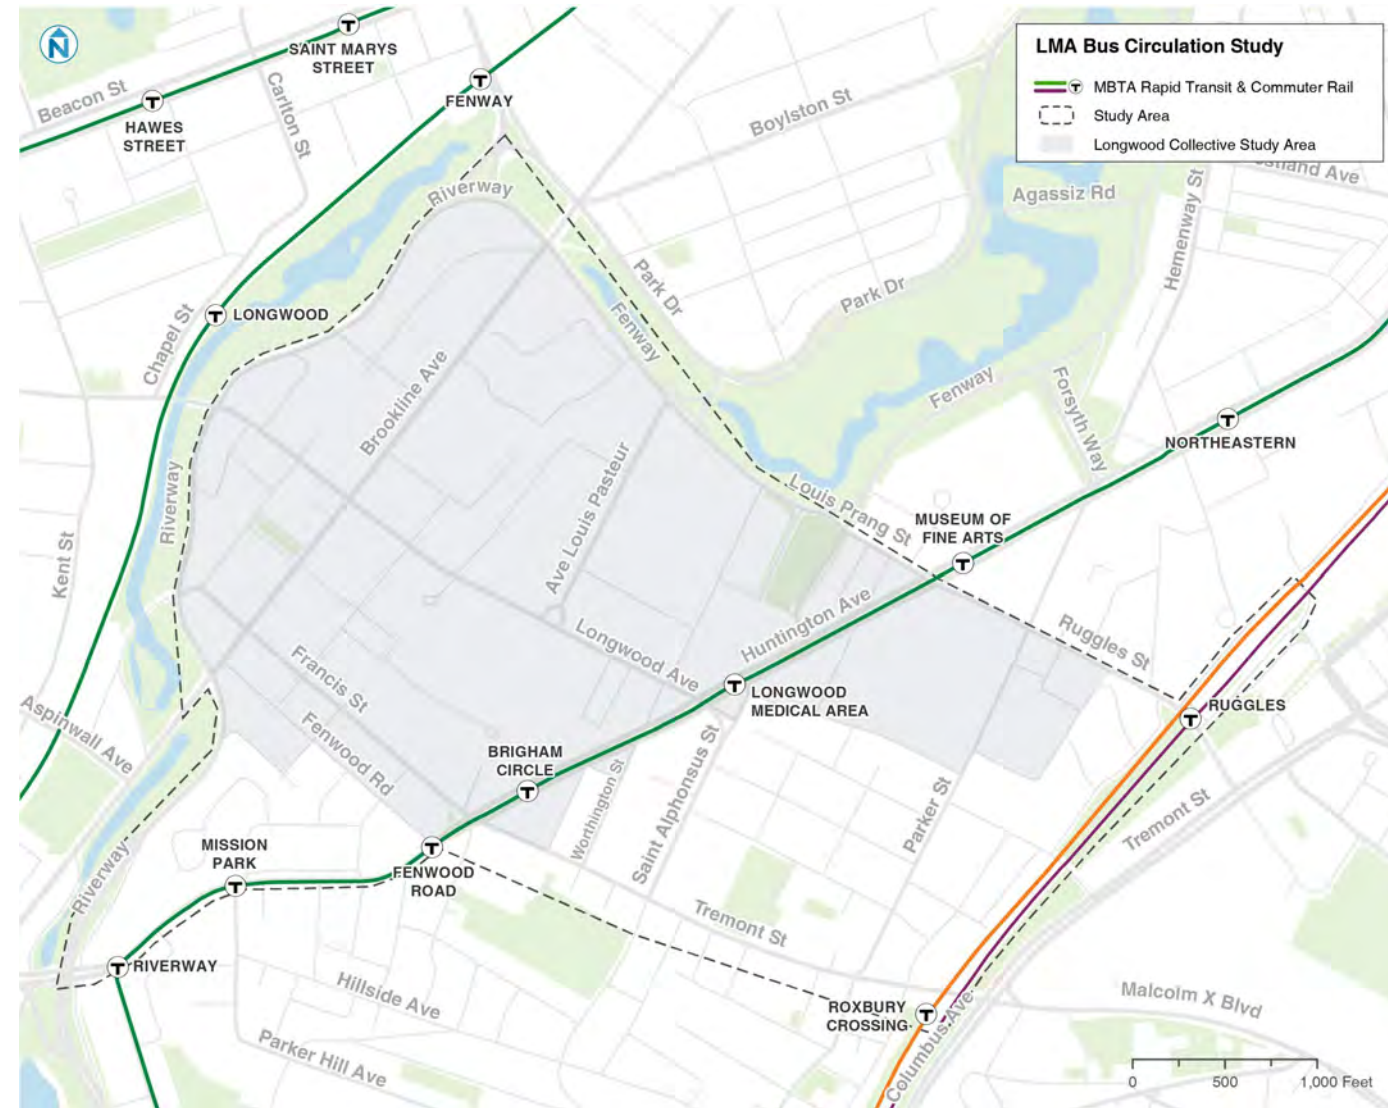 N
SAINT MARYS
STREET
FENWAY
HAWES
STREET
Beacon St
Carlton St
Boylston St
LMA Bus Circulation Study
T MBTA Rapid Transit & Commuter Rail
Study Area
Longwood Collective Study Area
Agassiz Rd
Hemenway St
Riverway
Park Dr
Park Dr
Fenway
Fenway
Forsyth Way
LONGWOOD
Chapel St
Brookline Ave
Ave Louis Pasteur
Louis Prang St
NORTHEASTERN
MUSEUM OF
FINE ARTS
Riverway
Kent St
Huntington Ave
Longwood Ave
Ruggles St
RUGGLES
LONGWOOD
MEDICAL AREA
Francis St
Fenwood Rd
Aspinwall Ave
BRIGHAM
CIRCLE
Worthington St
Saint Alphonsus St
Parker St
Tremont St
MISSION
PARK
FENWOOD
ROAD
Riverway
RIVERWAY
Tremont St
Hillside Ave
Parker Hill Ave
ROXBURY
CROSSING
Columbus Ave
Malcolm X Blvd
0 500 1,000 Feet